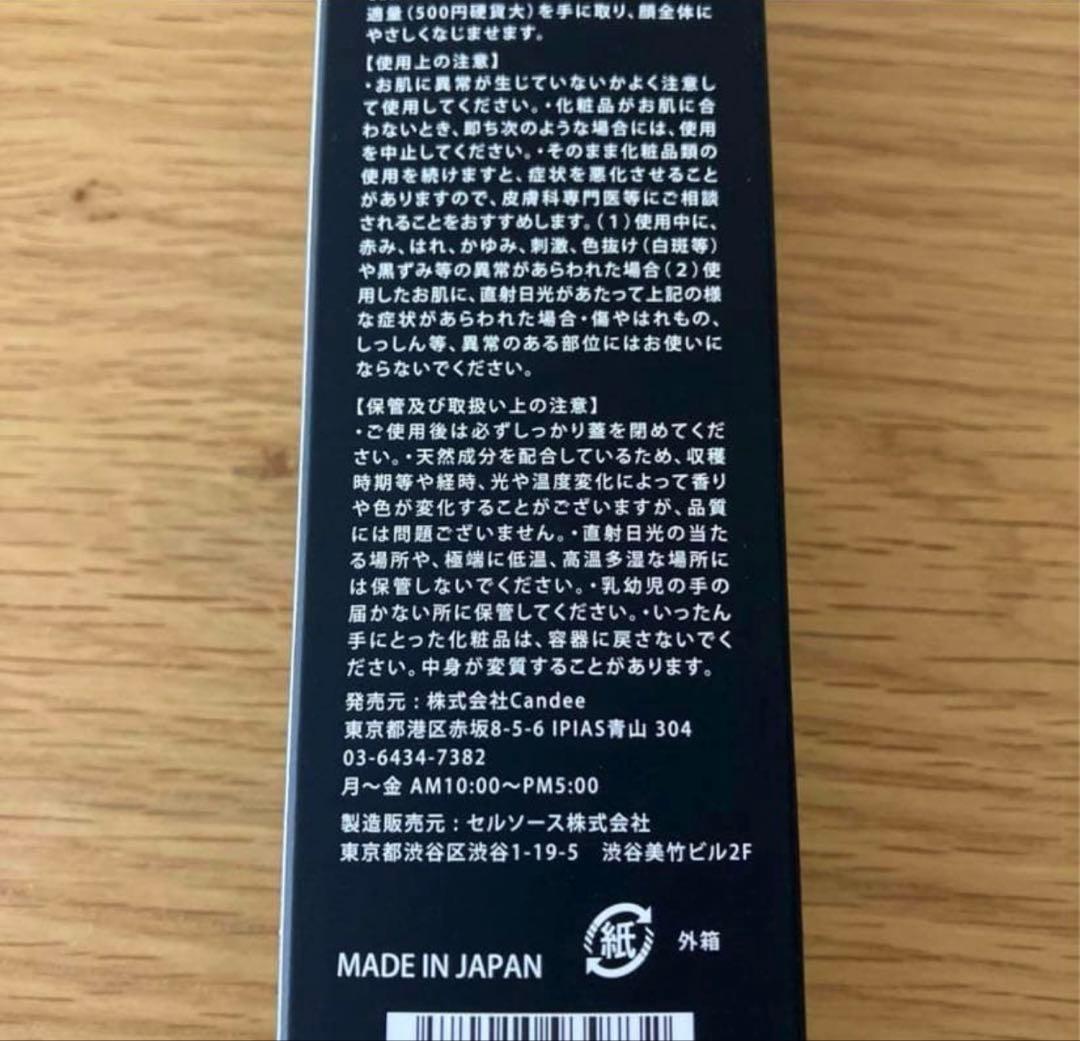 適量(500円硬貨大)を手に取り、顔全体に
やさしくなじませます。
【使用上の注意】
・お肌に異常が生じていないかよく注意し
て使用してください。・化粧品がお肌に合
わないとき、即ち次のような場合には、使用
を中止してください。・そのまま化粧品類の
使用を続けますと、症状を悪化させること
がありますので、皮膚科専門医等にご相談
されることをおすすめします。(1)使用中に、
赤み、はれ、かゆみ、刺激、色抜け(白斑等)
や黒ずみ等の異常があらわれた場合(2)使
用したお肌に、直射日光があたって上記の様
な症状があらわれた場合・傷やはれもの、
しっしん等、異常のある部位にはお使いに
ならないでください。
【保管及び取扱い上の注意】
・ご使用後は必ずしっかり蓋を閉めてくだ
さい。・天然成分を配合しているため、収穫
時期等や経時、光や温度変化によって香り
や色が変化することがございますが、品質
には問題ございません。・直射日光の当た
る場所や、極端に低温、高温多湿な場所に
は保管しないでください。・乳幼児の手の
届かない所に保管してください。・いったん
手にとった化粧品は、容器に戻さないでく
ださい。中身が変質することがあります。
発売元:株式会社Candee
東京都港区赤坂8-5-6 IPIAS青山 304
03-6434-7382
月〜金 AM10:00〜PM5:00
製造販売元:セルソース株式会社
東京都渋谷区渋谷1-19-5 渋谷美竹ビル2F
紙 外箱
MADE IN JAPAN